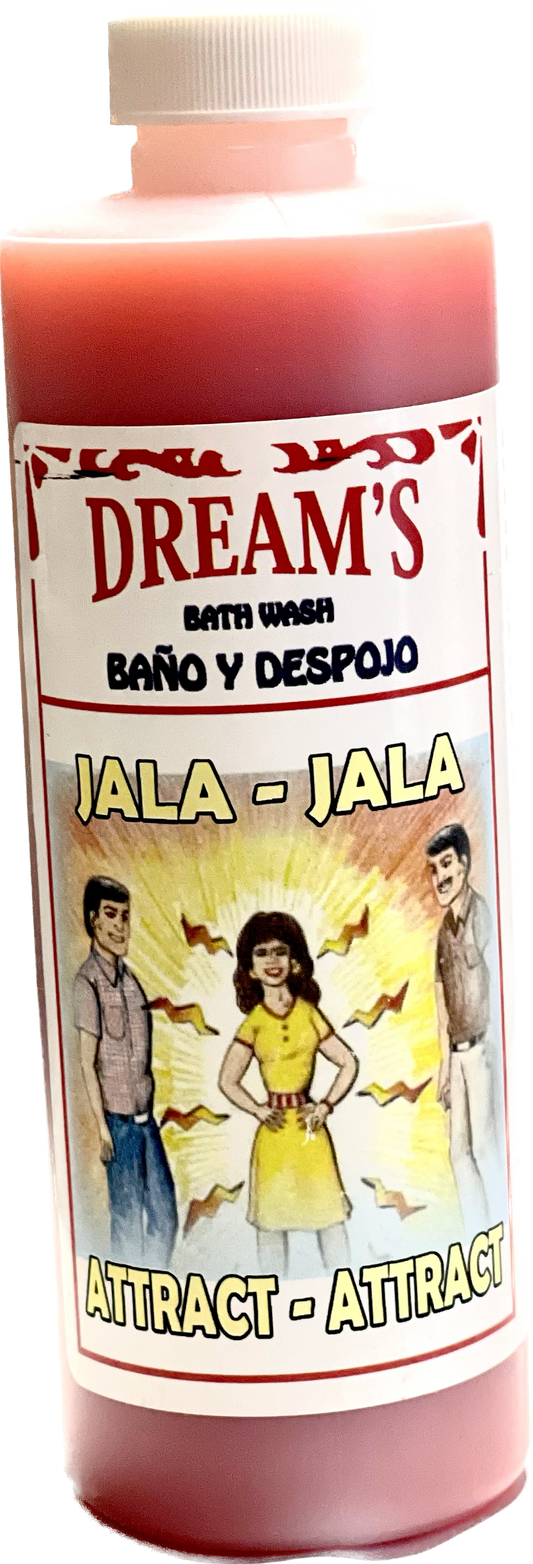 DREAM'S
BATH WASH
BAÑO Y DESPOJO
JALA - JALA
ATTRACT - ATTRACT